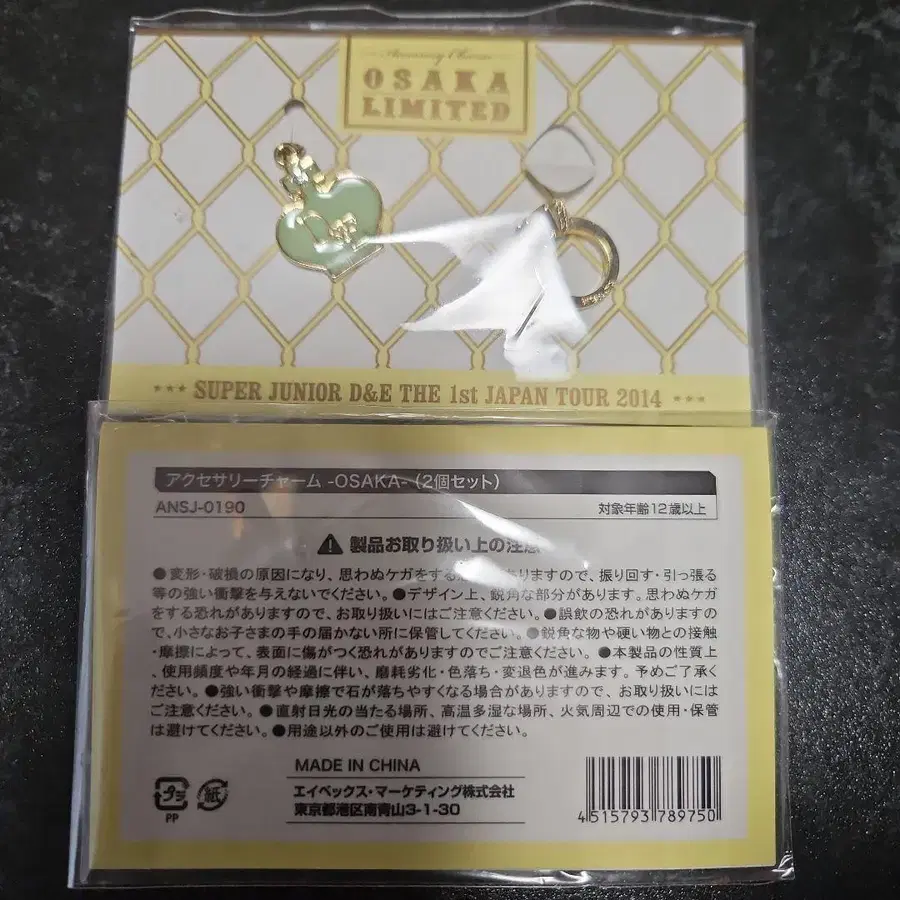 Accessory Charm
OSAKA
LIMITED
*** SUPER JUNIOR D&E THE 1st JAPAN TOUR 2014 ***
アクセサリーチャーム -OSAKA-（2個セット）
ANSJ-0190
対象年齢12歳以上
製品お取り扱い上の注意
●変形・破損の原因になり、思わぬケガをする ありますので、振り回す・引っ張る
等の強い衝撃を与えないでください。●デザイン上、鋭角な部分があります。思わぬケガ
をする恐れがありますので、お取り扱いにはご注意ください。●誤飲の恐れがありますの
で、小さなお子さまの手の届かない所に保管してください。●鋭角な物や硬い物との接触
・摩擦によって、表面に傷がつく恐れがありますのでご注意ください。●本製品の性質上
、使用頻度や年月の経過に伴い、磨耗劣化・色落ち・変退色が進みます。予めご了承く
ださい。●強い衝撃や摩擦で石が落ちやすくなる場合がありますので、お取り扱いには
ご注意ください。●直射日光の当たる場所、高温多湿な場所、火気周辺での使用・保管
は避けてください。●用途以外のご使用は避けてください。
MADE IN CHINA
エイベックス・マーケティング株式会社
東京都港区南青山3-1-30
プラ
紙
PP
4 515793 789750